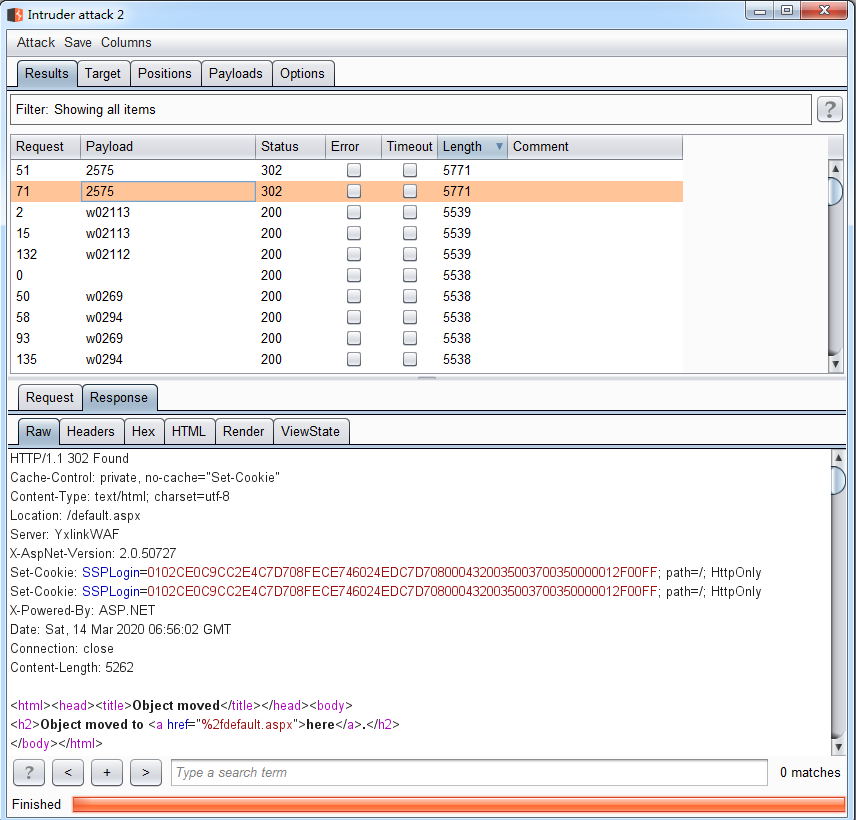 Intruder attack 2
Attack Save Columns
Results Target Positions Payloads Options
Filter: Showing all items ?
Request Payload Status Error Timeout Length Comment
51 2575 302 5771
71 2575 302 5771
2 w02113 200 5539
15 w02113 200 5539
132 w02112 200 5539
0 200 5538
50 w0269 200 5538
58 w0294 200 5538
93 w0269 200 5538
135 w0294 200 5538
Request Response
Raw Headers Hex HTML Render ViewState
HTTP/1.1 302 Found
Cache-Control: private, no-cache="Set-Cookie"
Content-Type: text/html; charset=utf-8
Location: /default.aspx
Server: YxlinkWAF
X-AspNet-Version: 2.0.50727
Set-Cookie: SSPLogin=0102CE0C9CC2E4C7D708FECE746024EDC7D70800043200350037003500000012F00FF; path=/; HttpOnly
Set-Cookie: SSPLogin=0102CE0C9CC2E4C7D708FECE746024EDC7D70800043200350037003500000012F00FF; path=/; HttpOnly
X-Powered-By: ASP.NET
Date: Sat, 14 Mar 2020 06:56:02 GMT
Connection: close
Content-Length: 5262
<html><head><title>Object moved</title></head><body>
<h2>Object moved to <a href="%2fdefault.aspx">here</a>.</h2>
</body></html>
? < + > Type a search term 0 matches
Finished